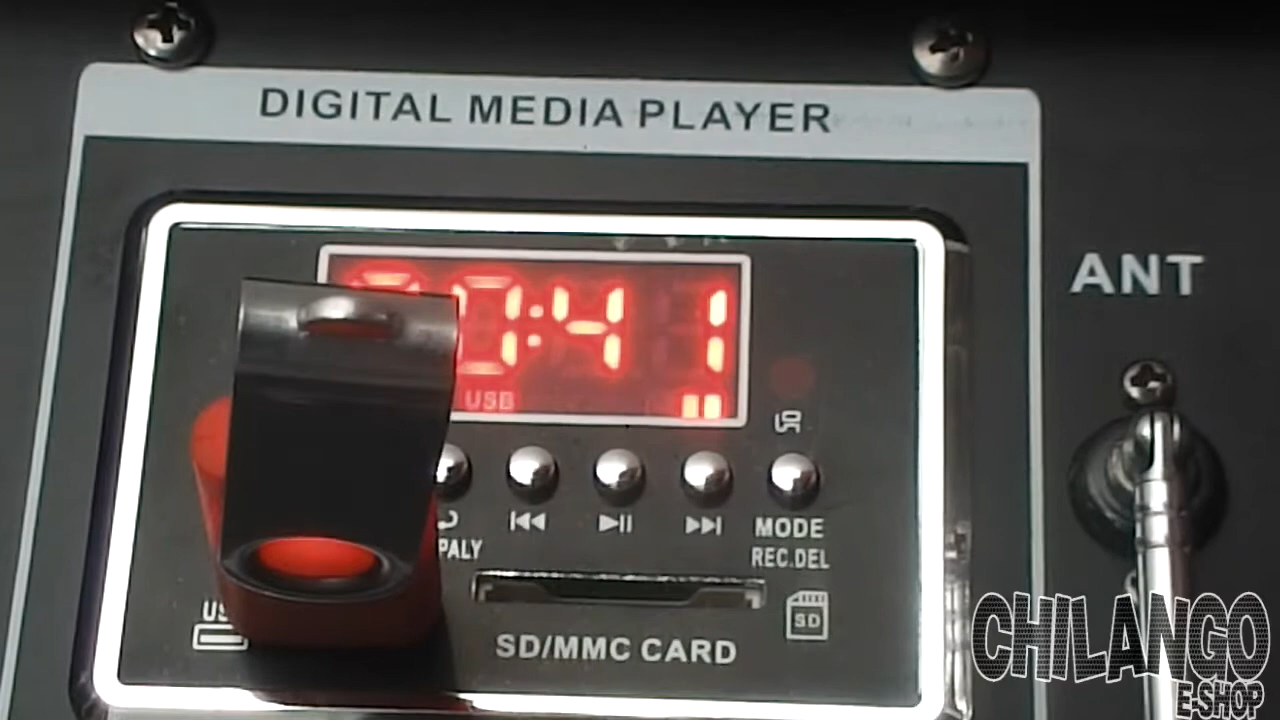 DIGITAL MEDIA PLAYER
ANT
0:41
USB
MODE
PALY
REC.DEL
SD
SD/MMC CARD
CHILANGO
E-SHOP